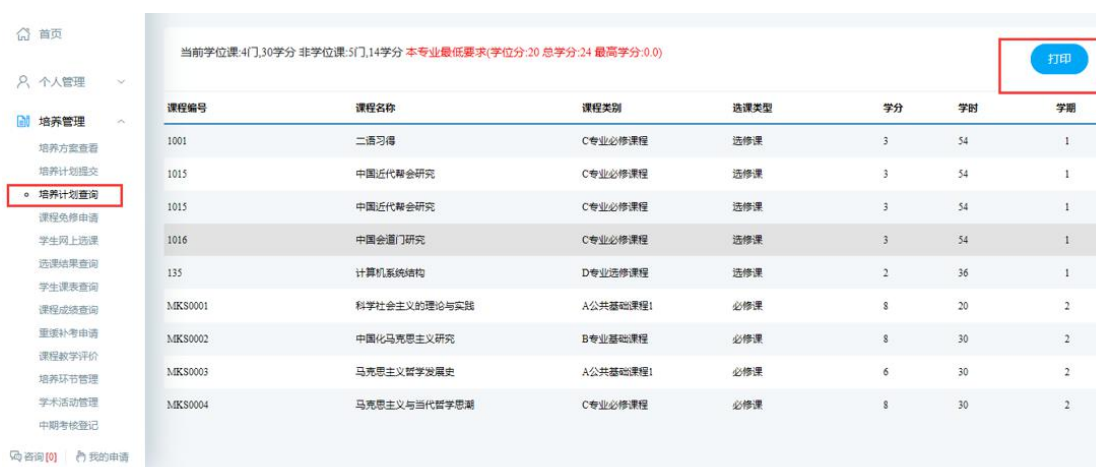 首页
个人管理
培养管理
培养方案查看
培养计划提交
培养计划查询
课程免修申请
学生网上选课
选课结果查询
学生课表查询
课程成绩查询
重缓补考申请
课程教学评价
培养环节管理
学术活动管理
中期考核登记
咨询[0] 我的申请
当前学位课:4门,30学分 非学位课:5门,14学分 本专业最低要求(学位分:20 总学分:24 最高学分:0.0)
打印
课程编号 课程名称 课程类别 选课类型 学分 学时 学期
1001 二语习得 C专业必修课程 选修课 3 54 1
1015 中国近代帮会研究 C专业必修课程 选修课 3 54 1
1015 中国近代帮会研究 C专业必修课程 选修课 3 54 1
1016 中国会道门研究 C专业必修课程 选修课 3 54 1
135 计算机系统结构 D专业选修课程 选修课 2 36 1
MKS0001 科学社会主义的理论与实践 A公共基础课程1 必修课 8 20 2
MKS0002 中国化马克思主义研究 B专业基础课程 必修课 8 30 2
MKS0003 马克思主义哲学发展史 A公共基础课程1 必修课 6 30 2
MKS0004 马克思主义与当代哲学思潮 C专业必修课程 必修课 8 30 2